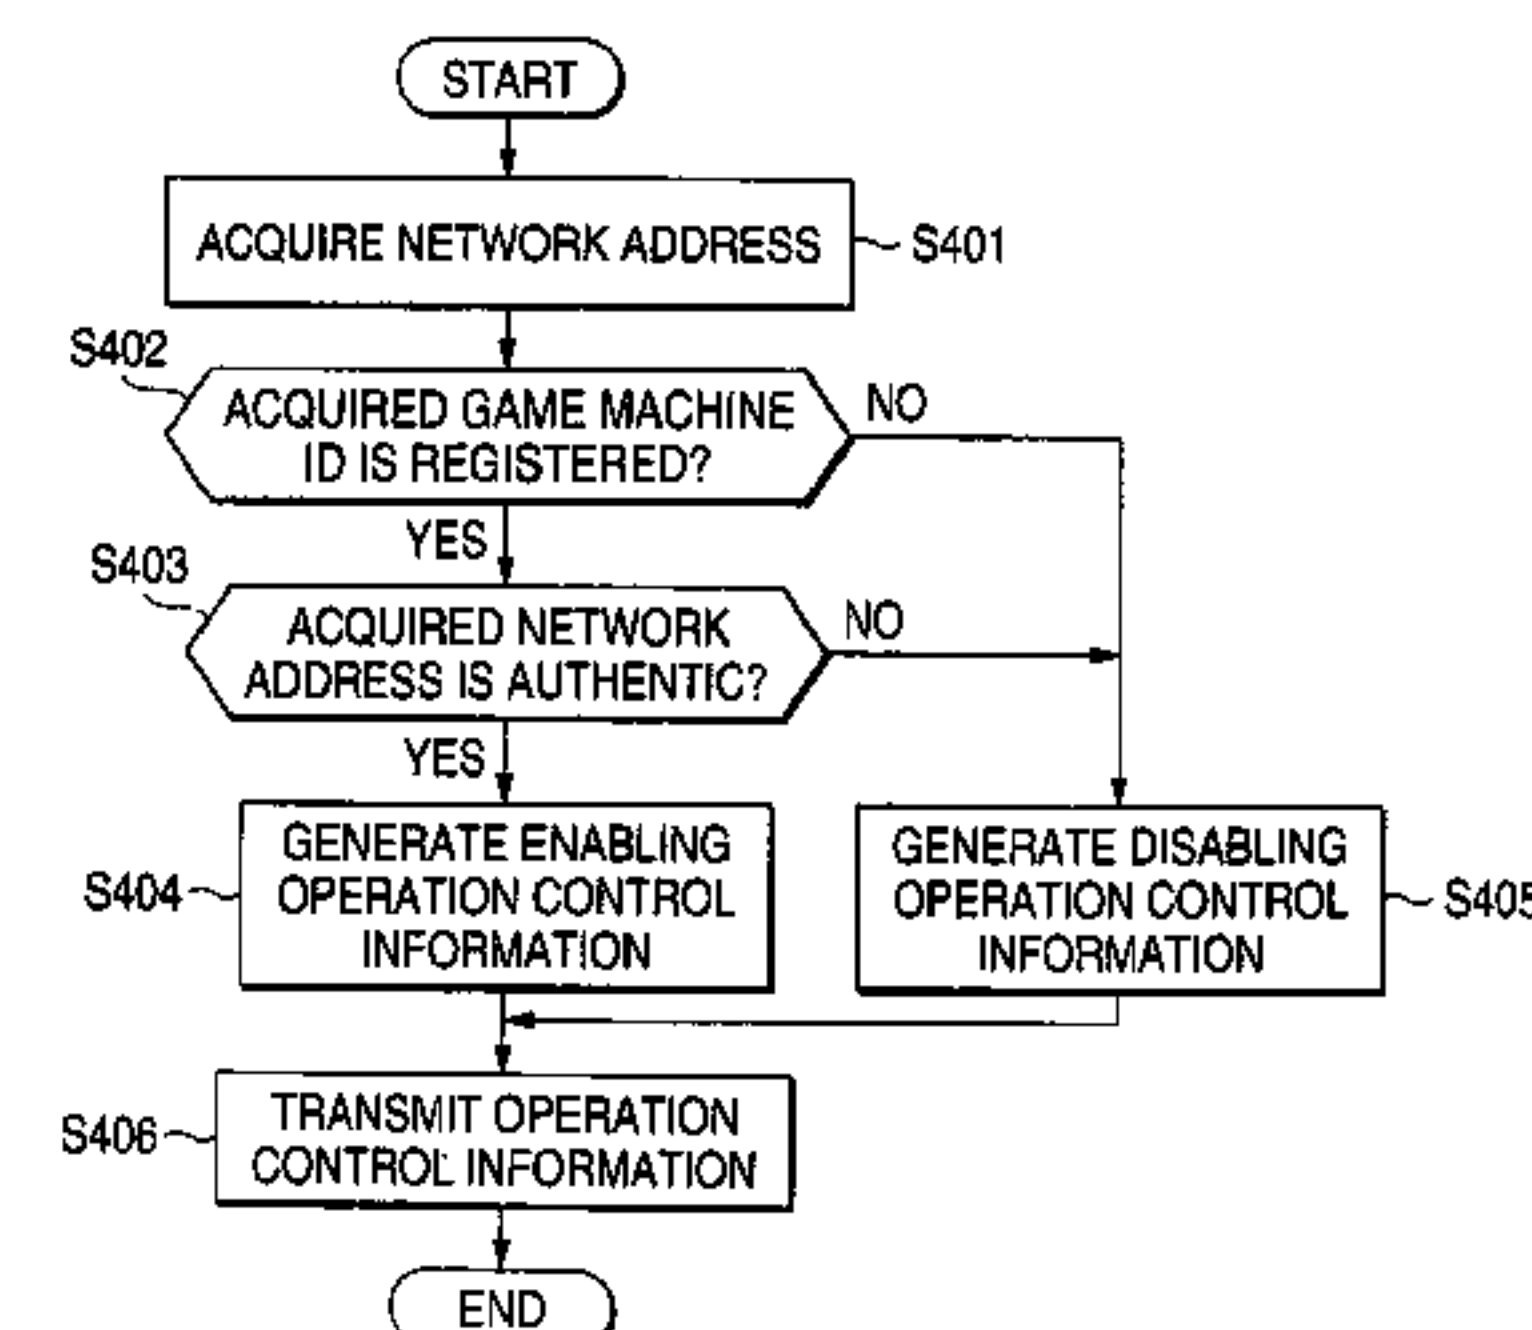 START
ACQUIRE NETWORK ADDRESS
S401
S402
ACQUIRED GAME MACHINE
ID IS REGISTERED?
NO
YES
S403
ACQUIRED NETWORK
ADDRESS IS AUTHENTIC?
NO
YES
S404
GENERATE ENABLING
OPERATION CONTROL
INFORMATION
GENERATE DISABLING
OPERATION CONTROL
INFORMATION
S405
S406
TRANSMIT OPERATION
CONTROL INFORMATION
END